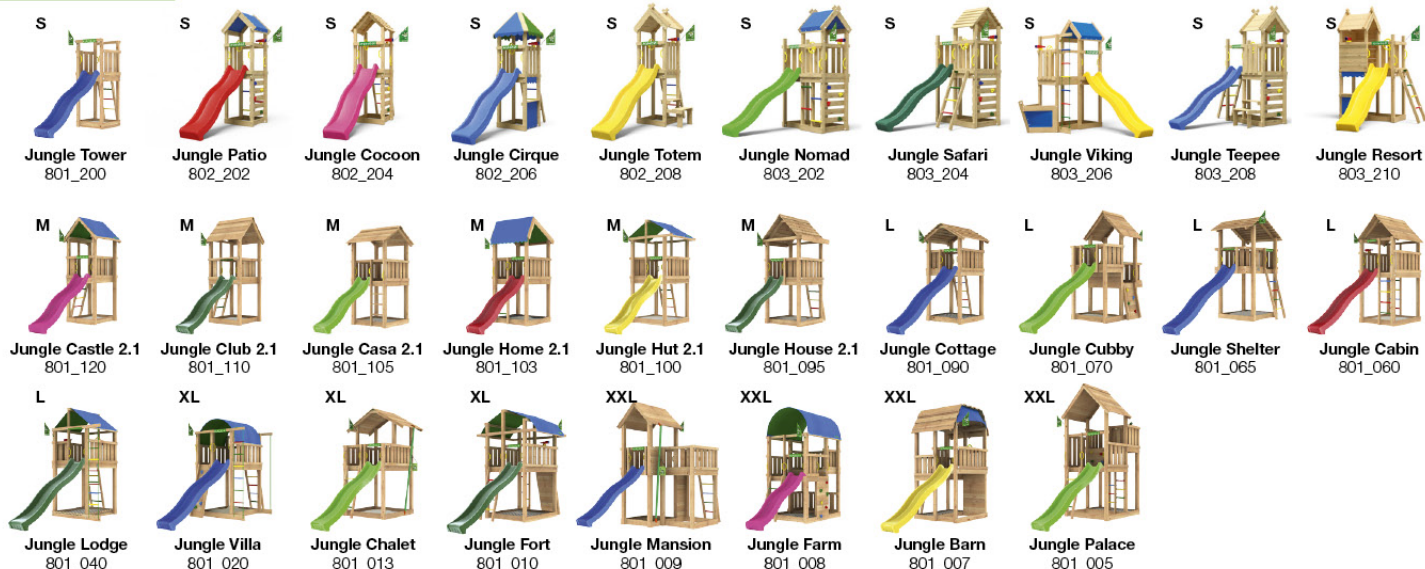 S S S S S S S S S S
Jungle Tower Jungle Patio Jungle Cocoon Jungle Cirque Jungle Totem Jungle Nomad Jungle Safari Jungle Viking Jungle Teepee Jungle Resort
801_200 802_202 802_204 802_206 802_208 803_202 803_204 803_206 803_208 803_210
M M M M M M L L L L
Jungle Castle 2.1 Jungle Club 2.1 Jungle Casa 2.1 Jungle Home 2.1 Jungle Hut 2.1 Jungle House 2.1 Jungle Cottage Jungle Cubby Jungle Shelter Jungle Cabin
801_120 801_110 801_105 801_103 801_100 801_095 801_090 801_070 801_065 801_060
L XL XL XL XXL XXL XXL XXL
Jungle Lodge Jungle Villa Jungle Chalet Jungle Fort Jungle Mansion Jungle Farm Jungle Barn Jungle Palace
801_040 801_020 801_013 801_010 801_009 801_008 801_007 801_005